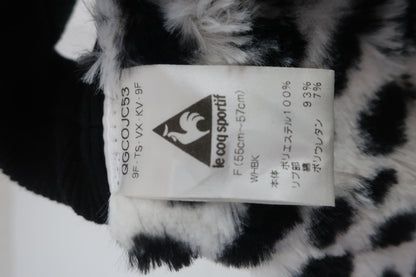 QGCOJC53
9F・TS・VX・KV・9F
le coq sportif
F(55cm～57cm)
WHBK
本体 ポリエステル100%
リブ部
綿 93%
ポリウレタン 7%